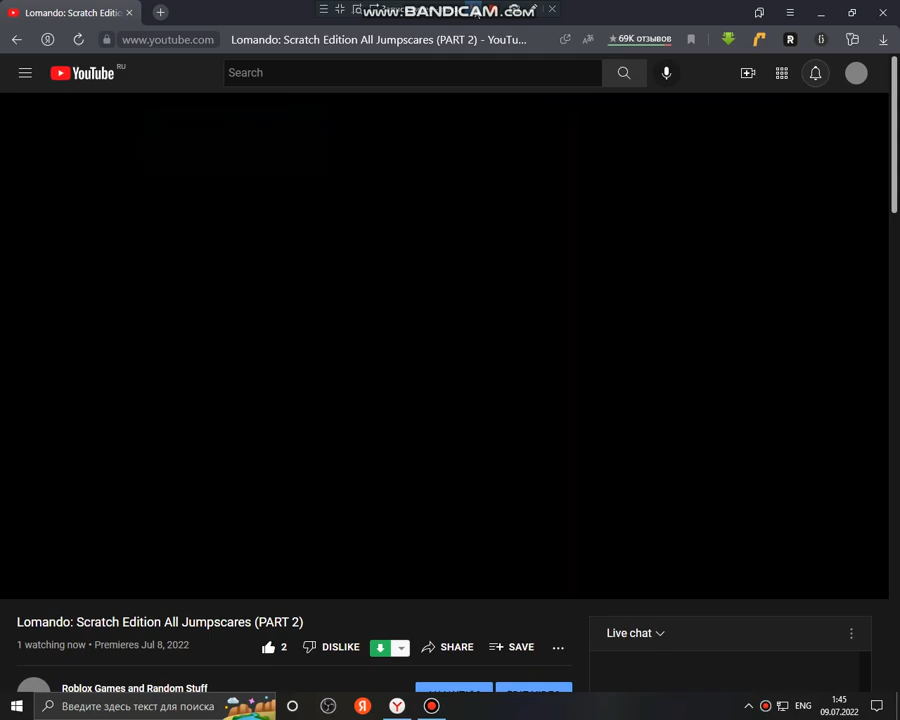 Lomando: Scratch Editio
www.BANDICAM.com
www.youtube.com
Lomando: Scratch Edition All Jumpscares (PART 2) - YouTu...
★ 69K отзывов
YouTube RU
Search
Lomando: Scratch Edition All Jumpscares (PART 2)
1 watching now • Premieres Jul 8, 2022
2
DISLIKE
SHARE
SAVE
Live chat
Roblox Games and Random Stuff
Введите здесь текст для поиска
ENG
1:45
09.07.2022